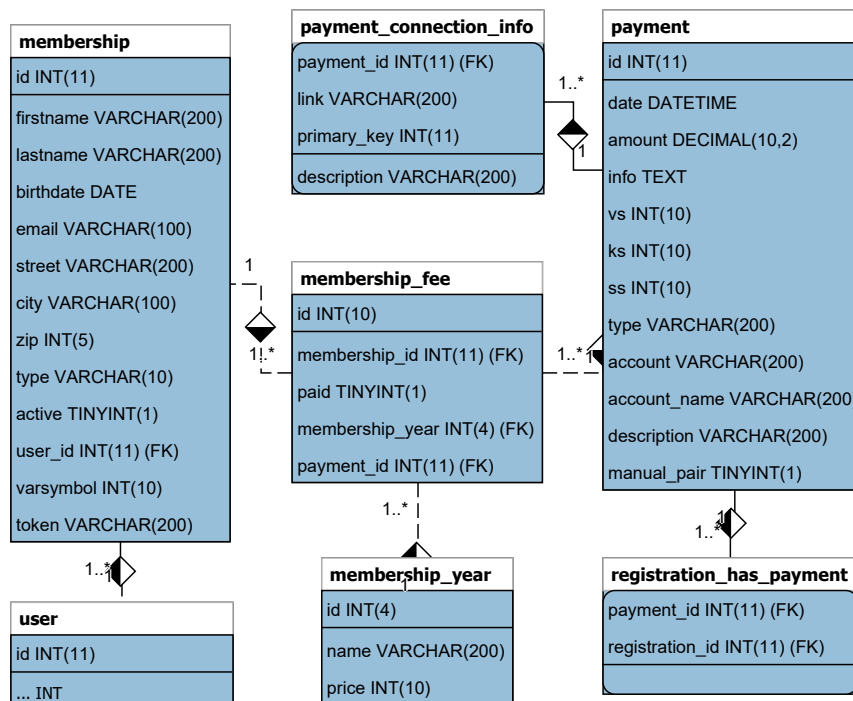 membership
id INT(11)
firstname VARCHAR(200)
lastname VARCHAR(200)
birthdate DATE
email VARCHAR(100)
street VARCHAR(200)
city VARCHAR(100)
zip INT(5)
type VARCHAR(10)
active TINYINT(1)
user_id INT(11) (FK)
varsymbol INT(10)
token VARCHAR(200)
1..*
1
user
id INT(11)
... INT
payment_connection_info
payment_id INT(11) (FK)
link VARCHAR(200)
primary_key INT(11)
description VARCHAR(200)
1..*
1
1
1..*
membership_fee
id INT(10)
membership_id INT(11) (FK)
paid TINYINT(1)
membership_year INT(4) (FK)
payment_id INT(11) (FK)
1..*
1
1..*
1
membership_year
id INT(4)
name VARCHAR(200)
price INT(10)
payment
id INT(11)
date DATETIME
amount DECIMAL(10,2)
info TEXT
vs INT(10)
ks INT(10)
ss INT(10)
type VARCHAR(200)
account VARCHAR(200)
account_name VARCHAR(200
description VARCHAR(200)
manual_pair TINYINT(1)
1
1..*
registration_has_payment
payment_id INT(11) (FK)
registration_id INT(11) (FK)